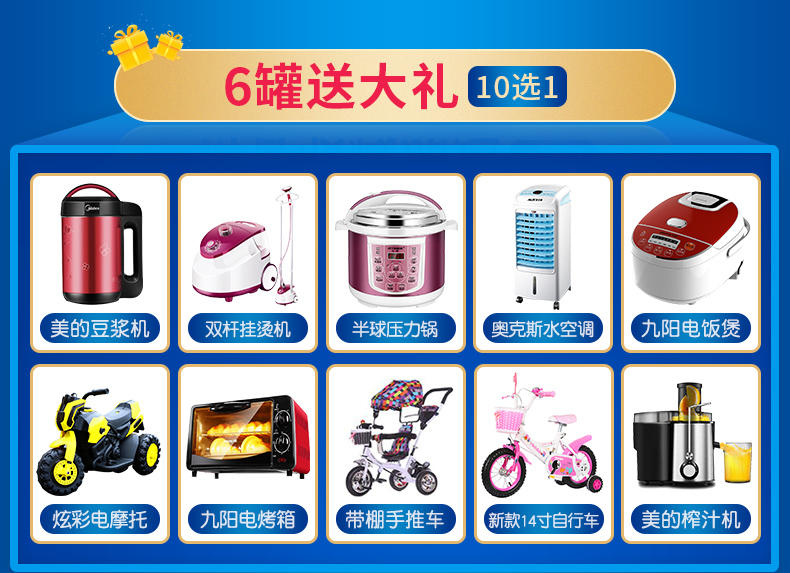 6罐送大礼 10选1
Midea
美的豆浆机
双杆挂烫机
半球压力锅
奥克斯水空调
九阳电饭煲
炫彩电摩托
九阳电烤箱
带棚手推车
新款14寸自行车
美的榨汁机